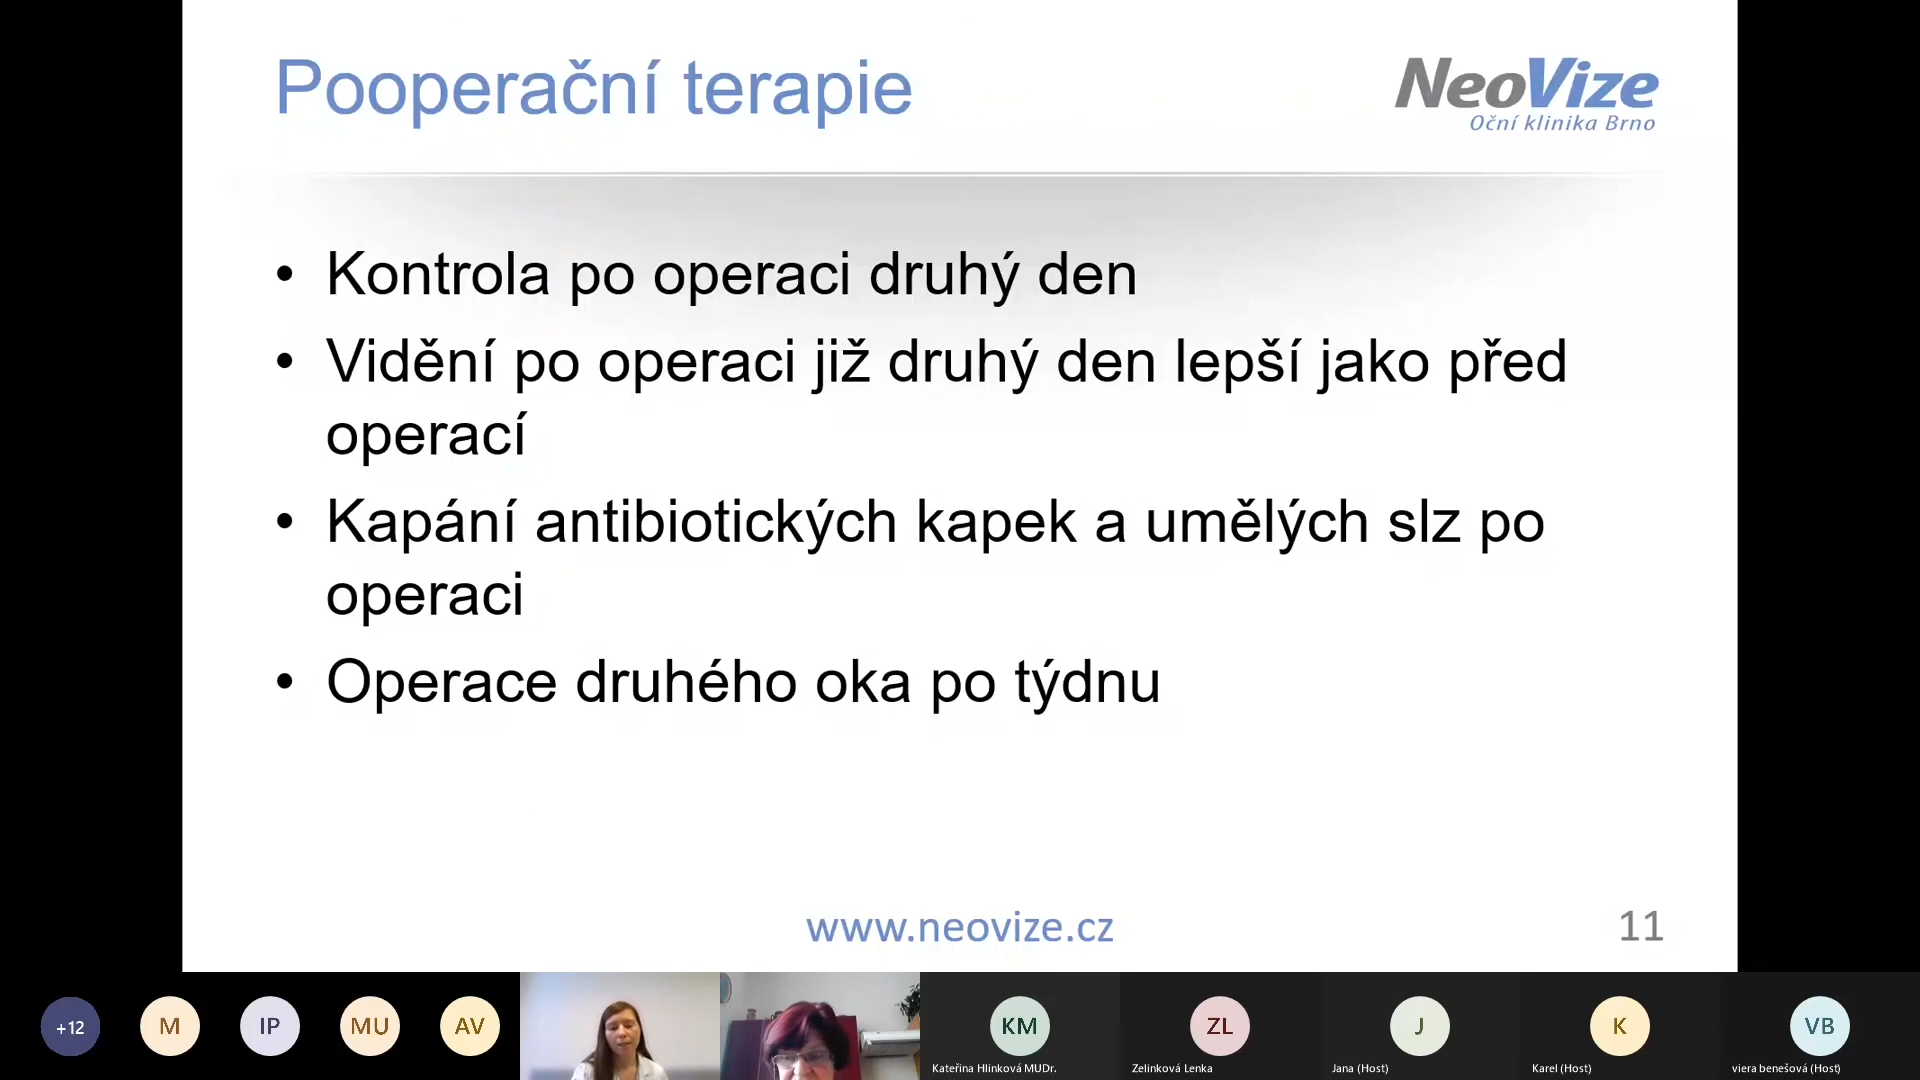 Pooperační terapie
NeoVize
Oční klinika Brno
• Kontrola po operaci druhý den
• Vidění po operaci již druhý den lepší jako před
operací
• Kapání antibiotických kapek a umělých slz po
operaci
• Operace druhého oka po týdnu
www.neovize.cz
11
+12
M
IP
MU
AV
KM
ZL
J
K
VB
Kateřina Hlinková MUDr.
Zelinková Lenka
Jana (Host)
Karel (Host)
viera benešová (Host)